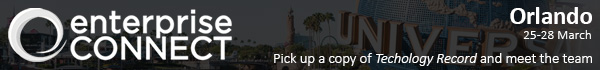 enterprise
CONNECT
UNIVERS
Orlando
25-28 March
Pick up a copy of Techology Record and meet the team